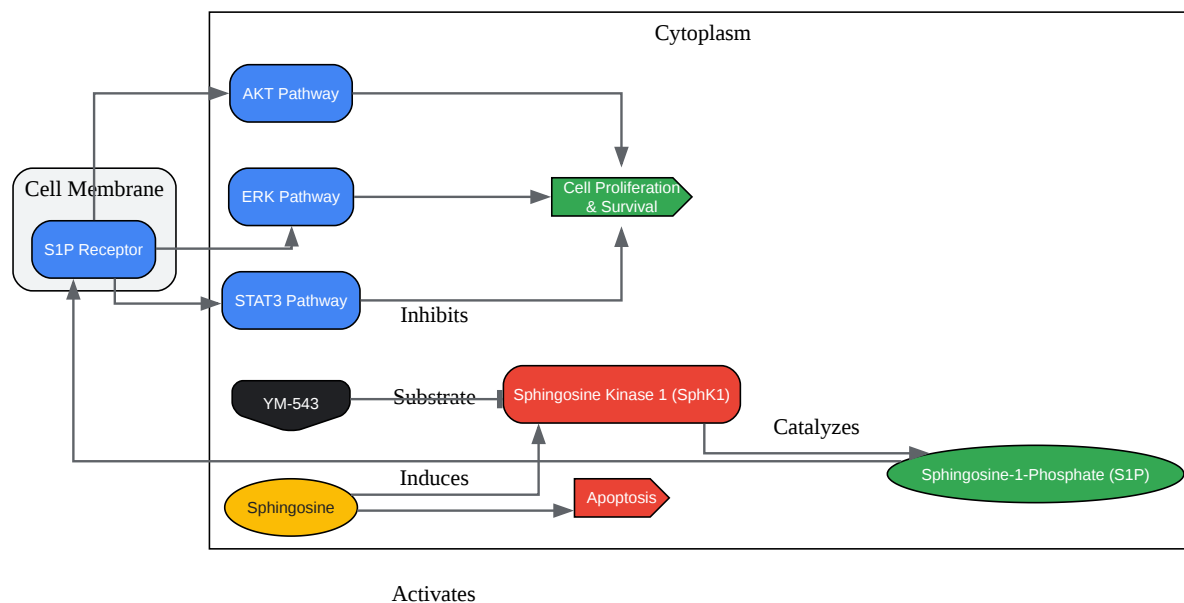 Cytoplasm
AKT Pathway
Cell Membrane
ERK Pathway
Cell Proliferation
& Survival
S1P Receptor
STAT3 Pathway
Inhibits
YM-543
Substrate
Sphingosine Kinase 1 (SphK1)
Catalyzes
Sphingosine-1-Phosphate (S1P)
Induces
Sphingosine
Apoptosis
Activates